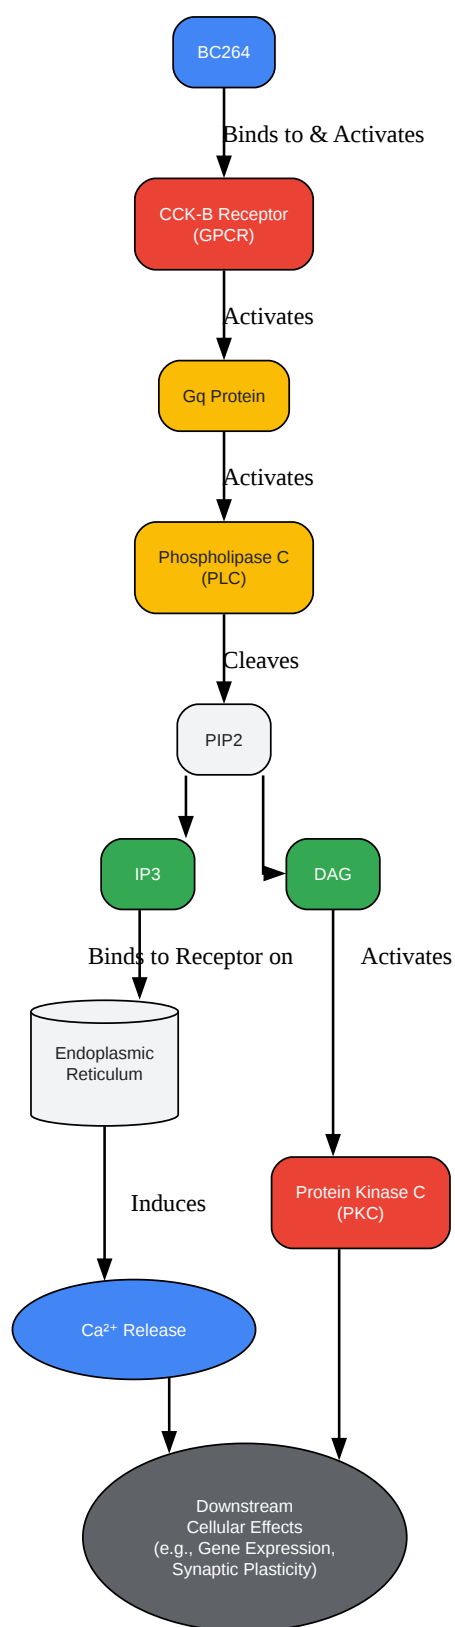 BC264
Binds to & Activates
CCK-B Receptor
(GPCR)
Activates
Gq Protein
Activates
Phospholipase C
(PLC)
Cleaves
PIP2
IP3
DAG
Binds to Receptor on
Activates
Endoplasmic
Reticulum
Protein Kinase C
(PKC)
Induces
Ca²⁺ Release
Downstream
Cellular Effects
(e.g., Gene Expression,
Synaptic Plasticity)